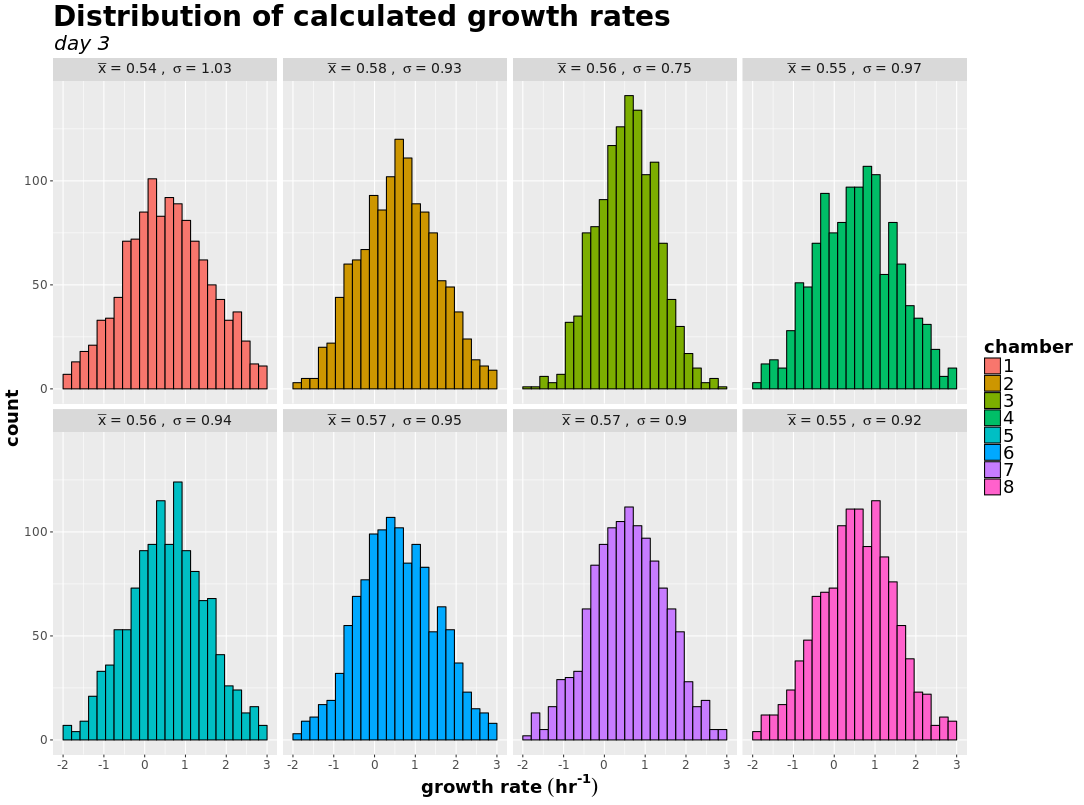 Distribution of calculated growth rates
day 3
x̅ = 0.54 , σ = 1.03
x̅ = 0.58 , σ = 0.93
x̅ = 0.56 , σ = 0.75
x̅ = 0.55 , σ = 0.97
100
50
0
count
x̅ = 0.56 , σ = 0.94
x̅ = 0.57 , σ = 0.95
x̅ = 0.57 , σ = 0.9
x̅ = 0.55 , σ = 0.92
100
50
0
-2 -1 0 1 2 3
-2 -1 0 1 2 3
-2 -1 0 1 2 3
-2 -1 0 1 2 3
growth rate (hr⁻¹)
chamber
1
2
3
4
5
6
7
8